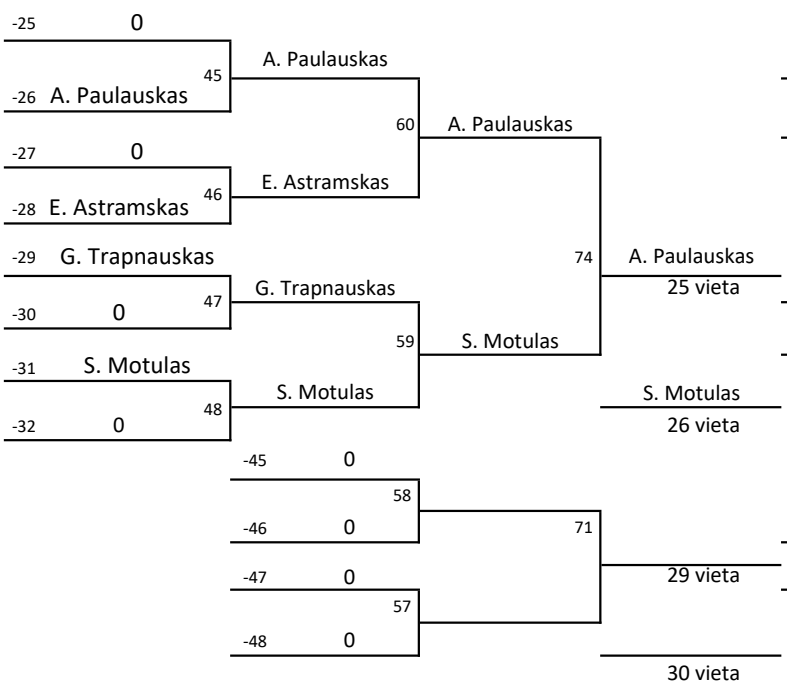 -25 0
45 A. Paulauskas
-26 A. Paulauskas
60 A. Paulauskas
-27 0
46 E. Astramskas
-28 E. Astramskas
-29 G. Trapnauskas
74 A. Paulauskas
25 vieta
47 G. Trapnauskas
-30 0
59 S. Motulas
-31 S. Motulas
48 S. Motulas
S. Motulas
-32 0
26 vieta
-45 0
58
-46 0
71
-47 0
29 vieta
57
-48 0
30 vieta